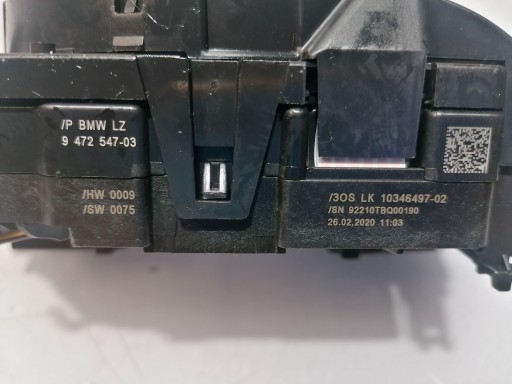 /P BMW LZ
9 472 547-03
/HW 0009
/SW 0075
/3OS LK 10346497-02
/SN 92210TBQ00190
26.02.2020 11:03